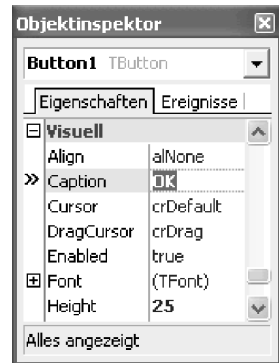 Objektinspektor
Button1 TButton
Eigenschaften Ereignisse
Visuell
Align alNone
» Caption OK
Cursor crDefault
DragCursor crDrag
Enabled true
Font (TFont)
Height 25
Alles angezeigt